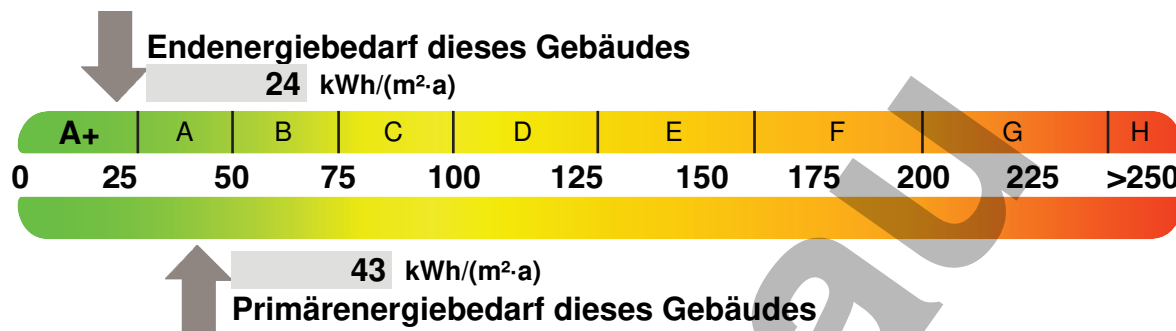 Endenergiebedarf dieses Gebäudes
24 kWh/(m²·a)
A+ A B C D E F G H
0 25 50 75 100 125 150 175 200 225 >250
43 kWh/(m²·a)
Primärenergiebedarf dieses Gebäudes
au